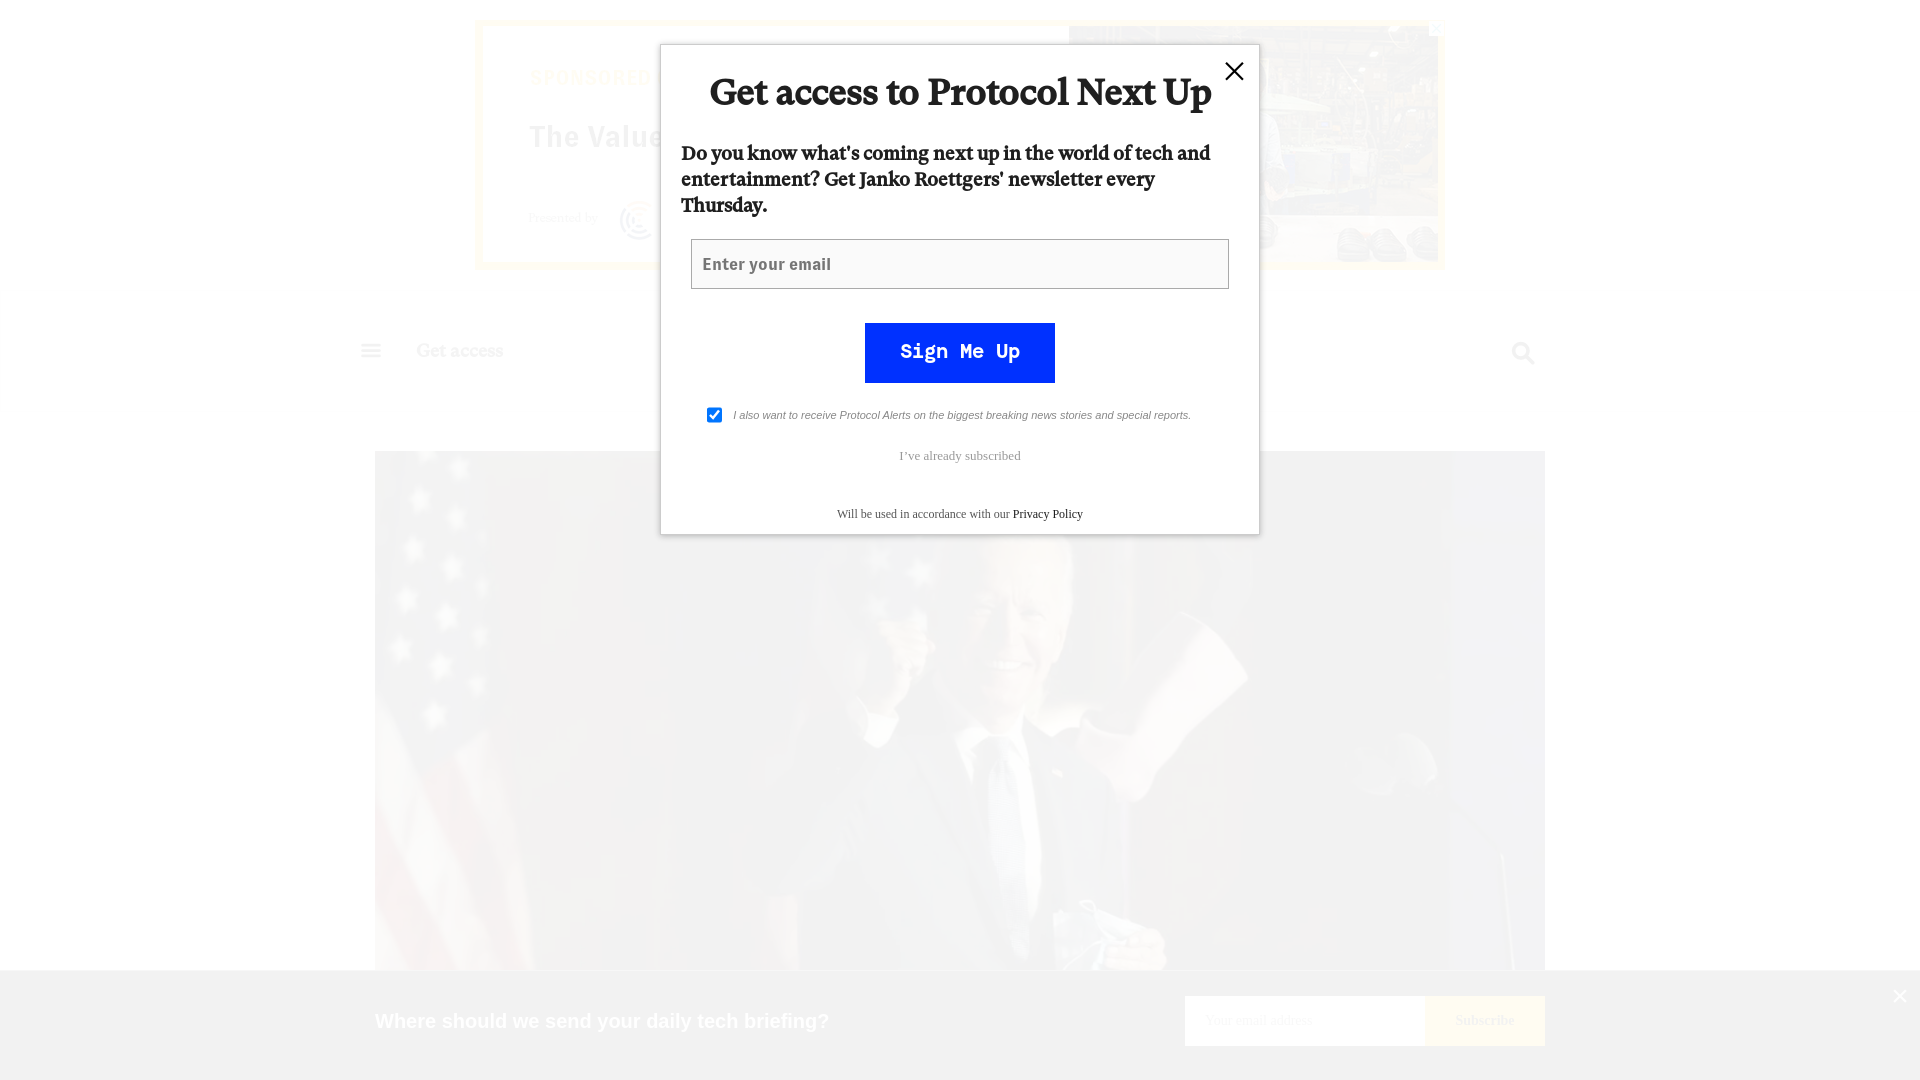 SPONSORED
Get access to Protocol Next Up
The Value
Do you know what's coming next up in the world of tech and
entertainment? Get Janko Roettgers' newsletter every
Thursday.
Presented by
Enter your email
Sign Me Up
Get access
I also want to receive Protocol Alerts on the biggest breaking news stories and special reports.
I’ve already subscribed
Will be used in accordance with our Privacy Policy
Where should we send your daily tech briefing?
Your email address
Subscribe